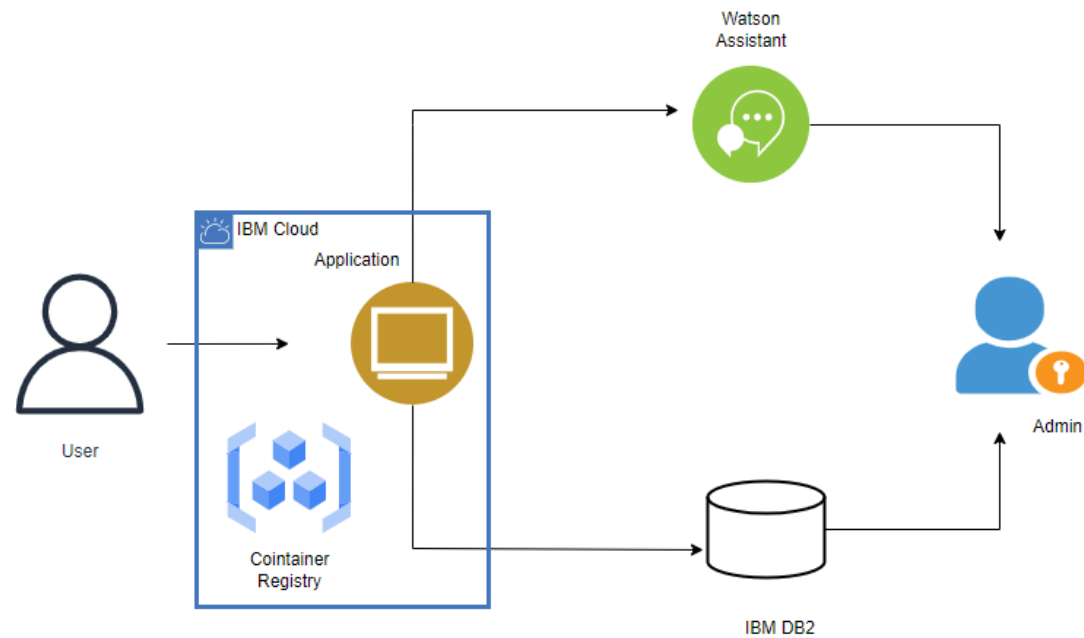 Watson
Assistant
IBM Cloud
Application
User
Admin
Cointainer
Registry
IBM DB2